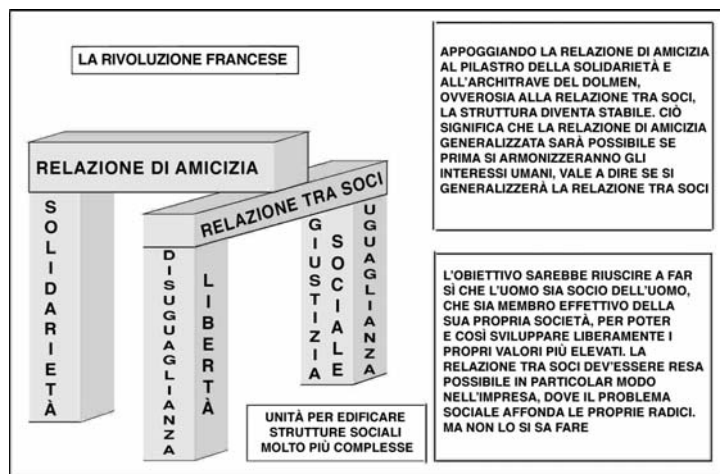 LA RIVOLUZIONE FRANCESE
RELAZIONE DI AMICIZIA
RELAZIONE TRA SOCI
SOLIDARIETÀ
DISUGUAGLIANZA
LIBERTÀ
GIUSTIZIA
SOCIALE
UGUAGLIANZA
UNITÀ PER EDIFICARE
STRUTTURE SOCIALI
MOLTO PIÙ COMPLESSE
APPOGGIANDO LA RELAZIONE DI AMICIZIA
AL PILASTRO DELLA SOLIDARIETÀ E
ALL'ARCHITRAVE DEL DOLMEN,
OVVEROSIA ALLA RELAZIONE TRA SOCI,
LA STRUTTURA DIVENTA STABILE. CIÒ
SIGNIFICA CHE LA RELAZIONE DI AMICIZIA
GENERALIZZATA SARÀ POSSIBILE SE
PRIMA SI ARMONIZZERANNO GLI
INTERESSI UMANI, VALE A DIRE SE SI
GENERALIZZERÀ LA RELAZIONE TRA SOCI
L'OBIETTIVO SAREBBE RIUSCIRE A FAR
SÌ CHE L'UOMO SIA SOCIO DELL'UOMO,
CHE SIA MEMBRO EFFETTIVO DELLA
SUA PROPRIA SOCIETÀ, PER POTER
E COSÌ SVILUPPARE LIBERAMENTE I
PROPRI VALORI PIÙ ELEVATI. LA
RELAZIONE TRA SOCI DEV'ESSERE RESA
POSSIBILE IN PARTICOLAR MODO
NELL'IMPRESA, DOVE IL PROBLEMA
SOCIALE AFFONDA LE PROPRIE RADICI.
MA NON LO SI SA FARE